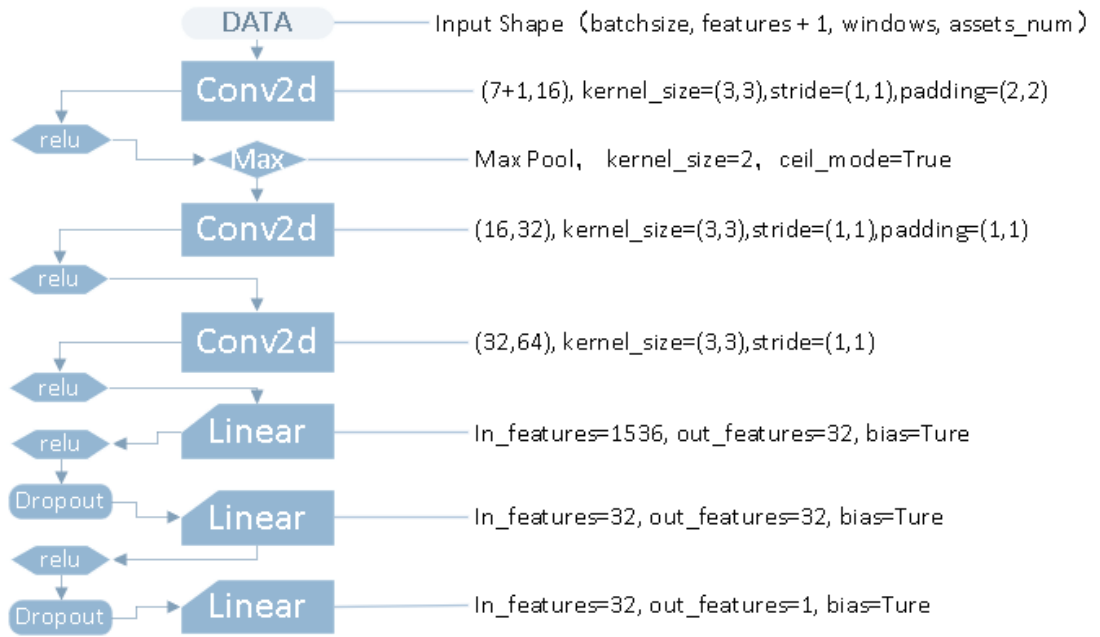 DATA Input Shape（batchsize, features + 1, windows, assets_num）
Conv2d (7+1,16), kernel_size=(3,3),stride=(1,1),padding=(2,2)
relu
Max Max Pool， kernel_size=2，ceil_mode=True
Conv2d (16,32), kernel_size=(3,3),stride=(1,1),padding=(1,1)
relu
Conv2d (32,64), kernel_size=(3,3),stride=(1,1)
relu
Linear In_features=1536, out_features=32, bias=Ture
relu
Dropout
Linear In_features=32, out_features=32, bias=Ture
relu
Dropout
Linear In_features=32, out_features=1, bias=Ture